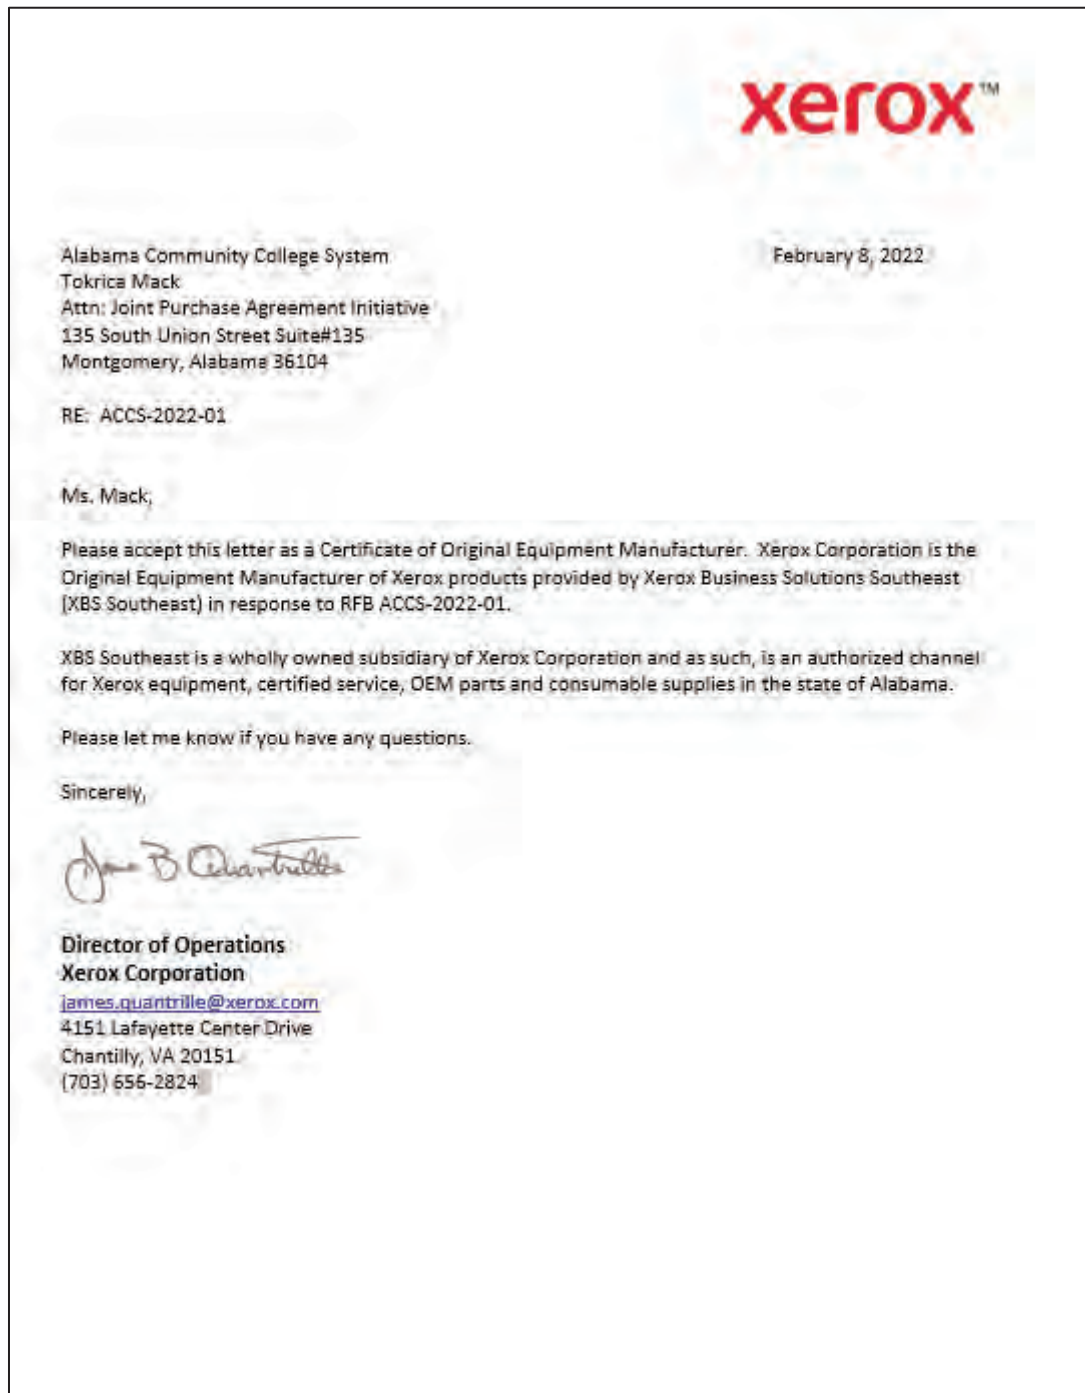 xerox™
Alabama Community College System
February 8, 2022
Tokrica Mack
Attn: Joint Purchase Agreement Initiative
135 South Union Street Suite#135
Montgomery, Alabama 36104
RE: ACCS-2022-01
Ms. Mack,
Please accept this letter as a Certificate of Original Equipment Manufacturer. Xerox Corporation is the
Original Equipment Manufacturer of Xerox products provided by Xerox Business Solutions Southeast
(XBS Southeast) in response to RFB ACCS-2022-01.
XBS Southeast is a wholly owned subsidiary of Xerox Corporation and as such, is an authorized channel
for Xerox equipment, certified service, OEM parts and consumable supplies in the state of Alabama.
Please let me know if you have any questions.
Sincerely,
James B Quantrille
Director of Operations
Xerox Corporation
james.quantrille@xerox.com
4151 Lafayette Center Drive
Chantilly, VA 20151
(703) 656-2824